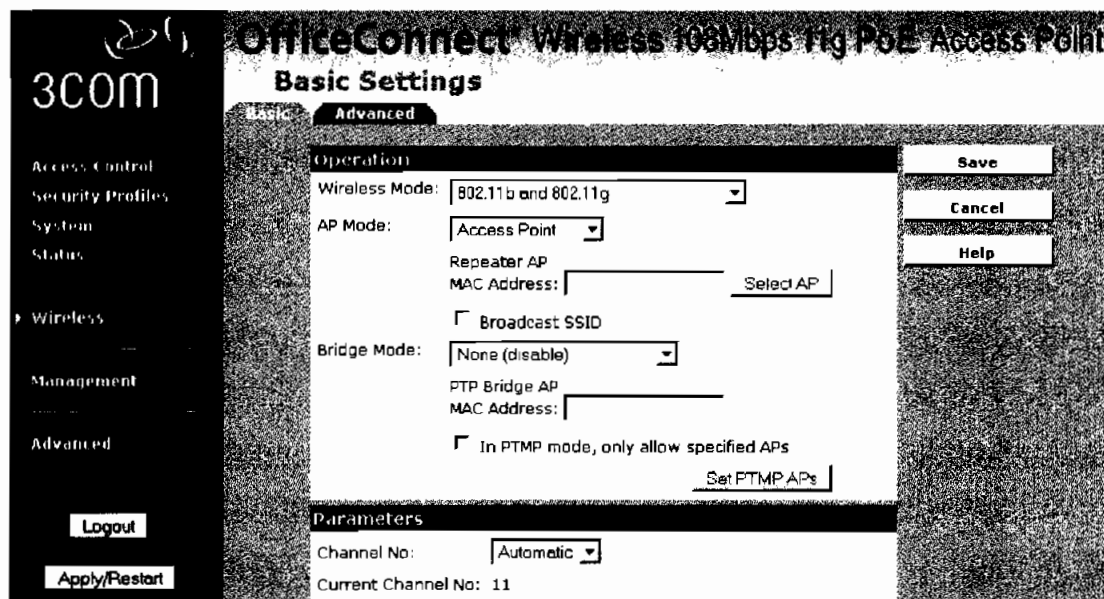 3com
OfficeConnect® Wireless 108Mbps 11g PoE Access Point
Basic Settings
Basic
Advanced
Access Control
Security Profiles
System
Status
Wireless
Management
Advanced
Logout
Apply/Restart
Operation
Wireless Mode: 802.11b and 802.11g
AP Mode: Access Point
Repeater AP
MAC Address: Select AP
Broadcast SSID
Bridge Mode: None (disable)
PTP Bridge AP
MAC Address:
In PTMP mode, only allow specified APs
Set PTMP APs
Parameters
Channel No: Automatic
Current Channel No: 11
Save
Cancel
Help